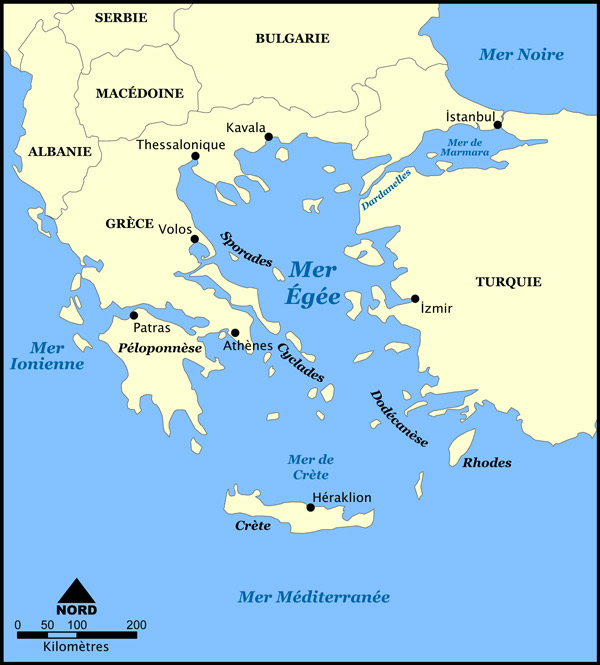 SERBIE
BULGARIE
Mer Noire
MACÉDOINE
İstanbul
Kavala
Thessalonique
Mer de
Marmara
ALBANIE
Dardanelles
GRÈCE
Volos
Sporades
Mer
Égée
TURQUIE
İzmir
Patras
Athènes
Mer
Ionienne
Péloponnèse
Cyclades
Dodécanèse
Mer de
Crète
Rhodes
Héraklion
Crète
NORD
Mer Méditerranée
0 50 100 200
Kilomètres